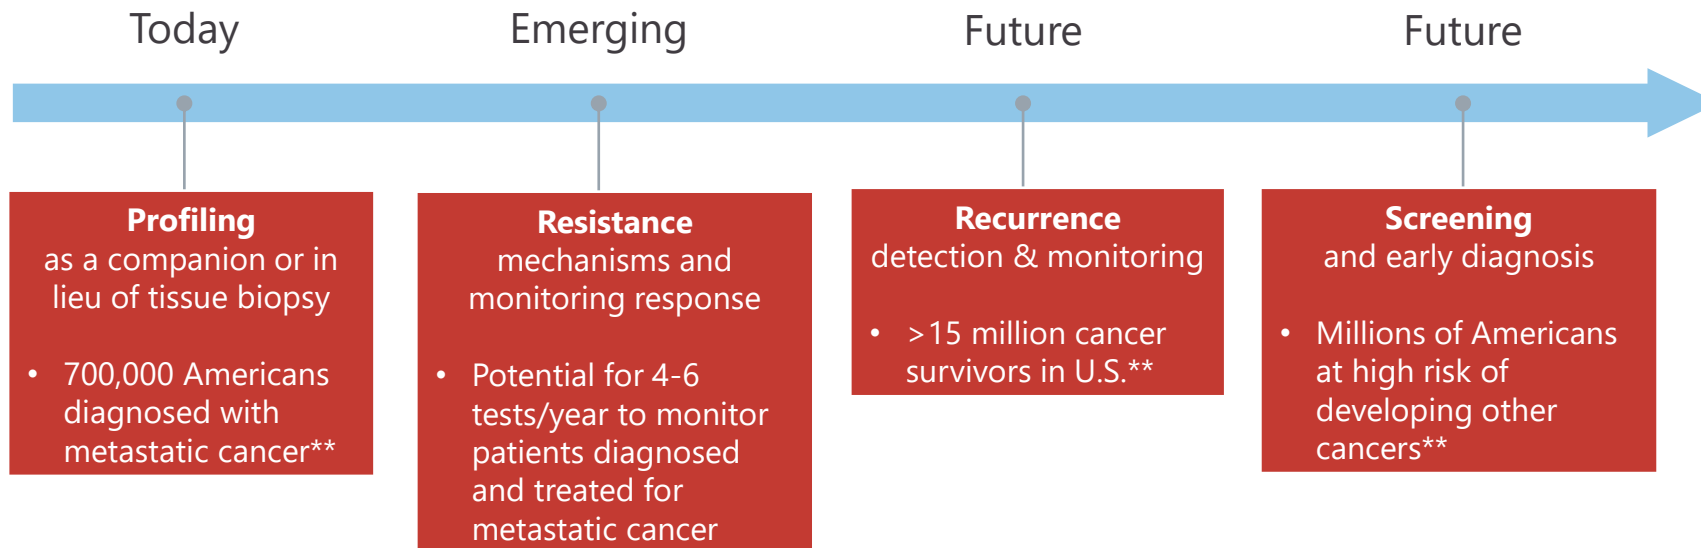 Today
Emerging
Future
Future
Profiling
as a companion or in
lieu of tissue biopsy
• 700,000 Americans
diagnosed with
metastatic cancer**
Resistance
mechanisms and
monitoring response
• Potential for 4-6
tests/year to monitor
patients diagnosed
and treated for
metastatic cancer
Recurrence
detection & monitoring
• >15 million cancer
survivors in U.S.**
Screening
and early diagnosis
• Millions of Americans
at high risk of
developing other
cancers**